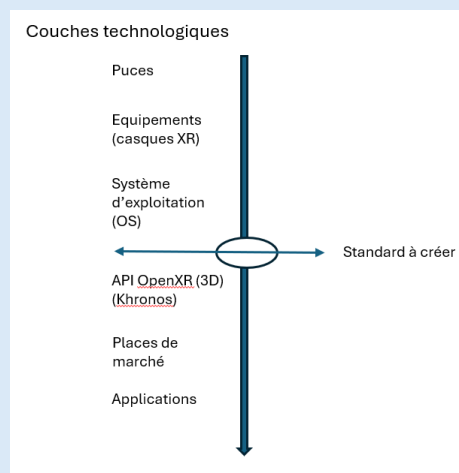 Couches technologiques
Puces
Equipements
(casques XR)
Système
d'exploitation
(OS)
Standard à créer
API OpenXR (3D)
(Khronos)
Places de
marché
Applications